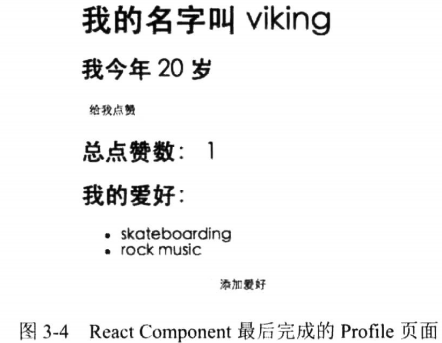 我的名字叫 viking
我今年 20 岁
给我点赞
总点赞数： 1
我的爱好：
• skateboarding
• rock music
添加爱好
图 3-4 React Component 最后完成的 Profile 页面